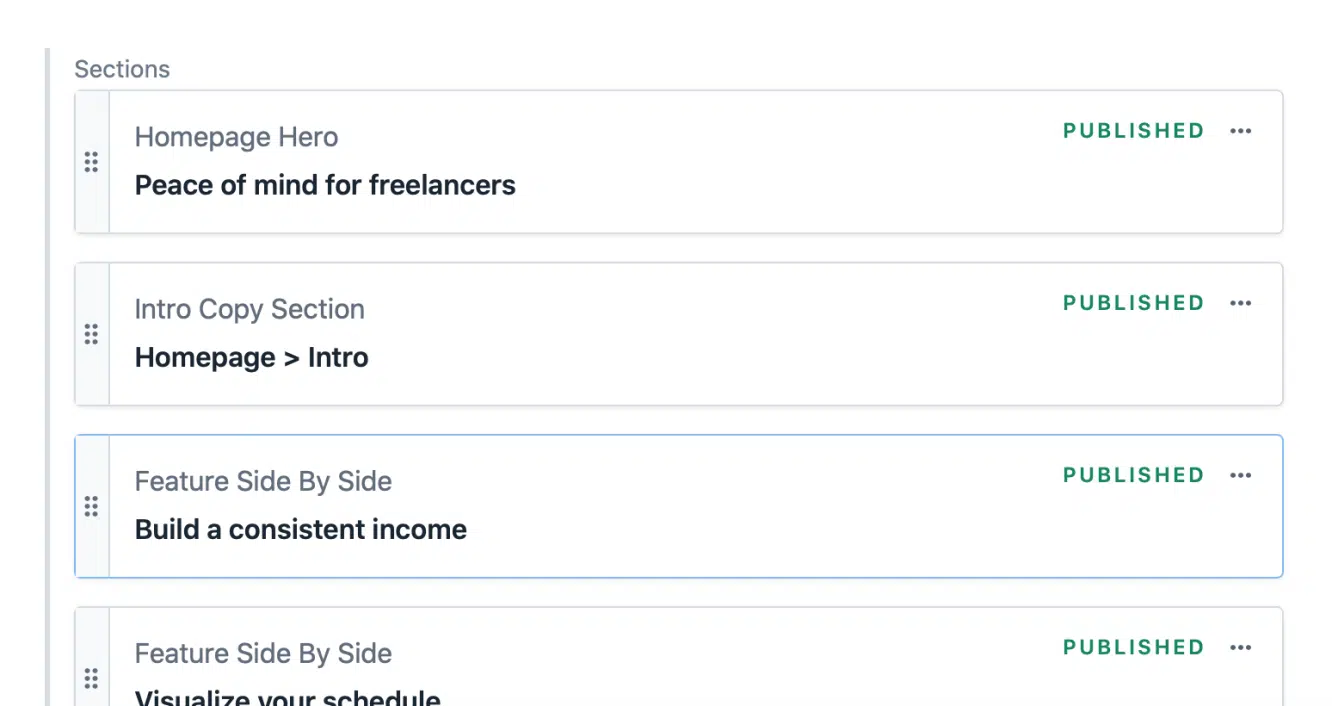 Sections
Homepage Hero
PUBLISHED
Peace of mind for freelancers
Intro Copy Section
PUBLISHED
Homepage > Intro
Feature Side By Side
PUBLISHED
Build a consistent income
Feature Side By Side
PUBLISHED
Visualize your schedule